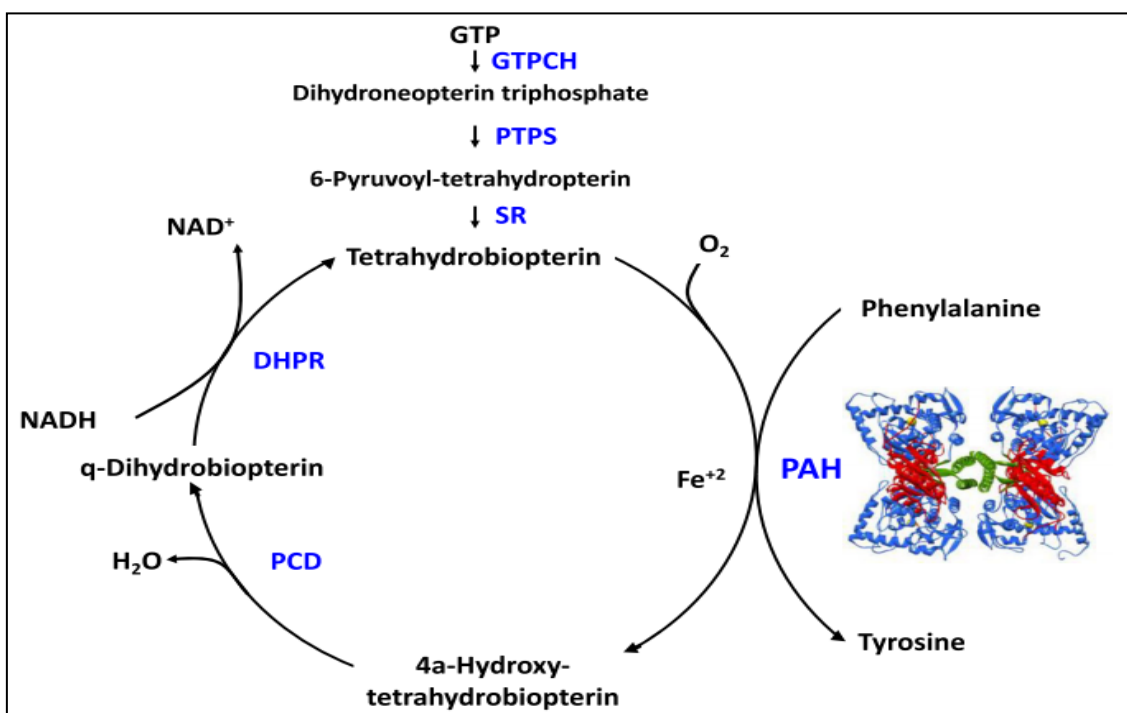 GTP
GTPCH
Dihydroneopterin triphosphate
PTPS
6-Pyruvoyl-tetrahydropterin
SR
NAD⁺
Tetrahydrobiopterin
O₂
Phenylalanine
DHPR
NADH
q-Dihydrobiopterin
Fe⁺²
PAH
H₂O
PCD
Tyrosine
4a-Hydroxy-
tetrahydrobiopterin